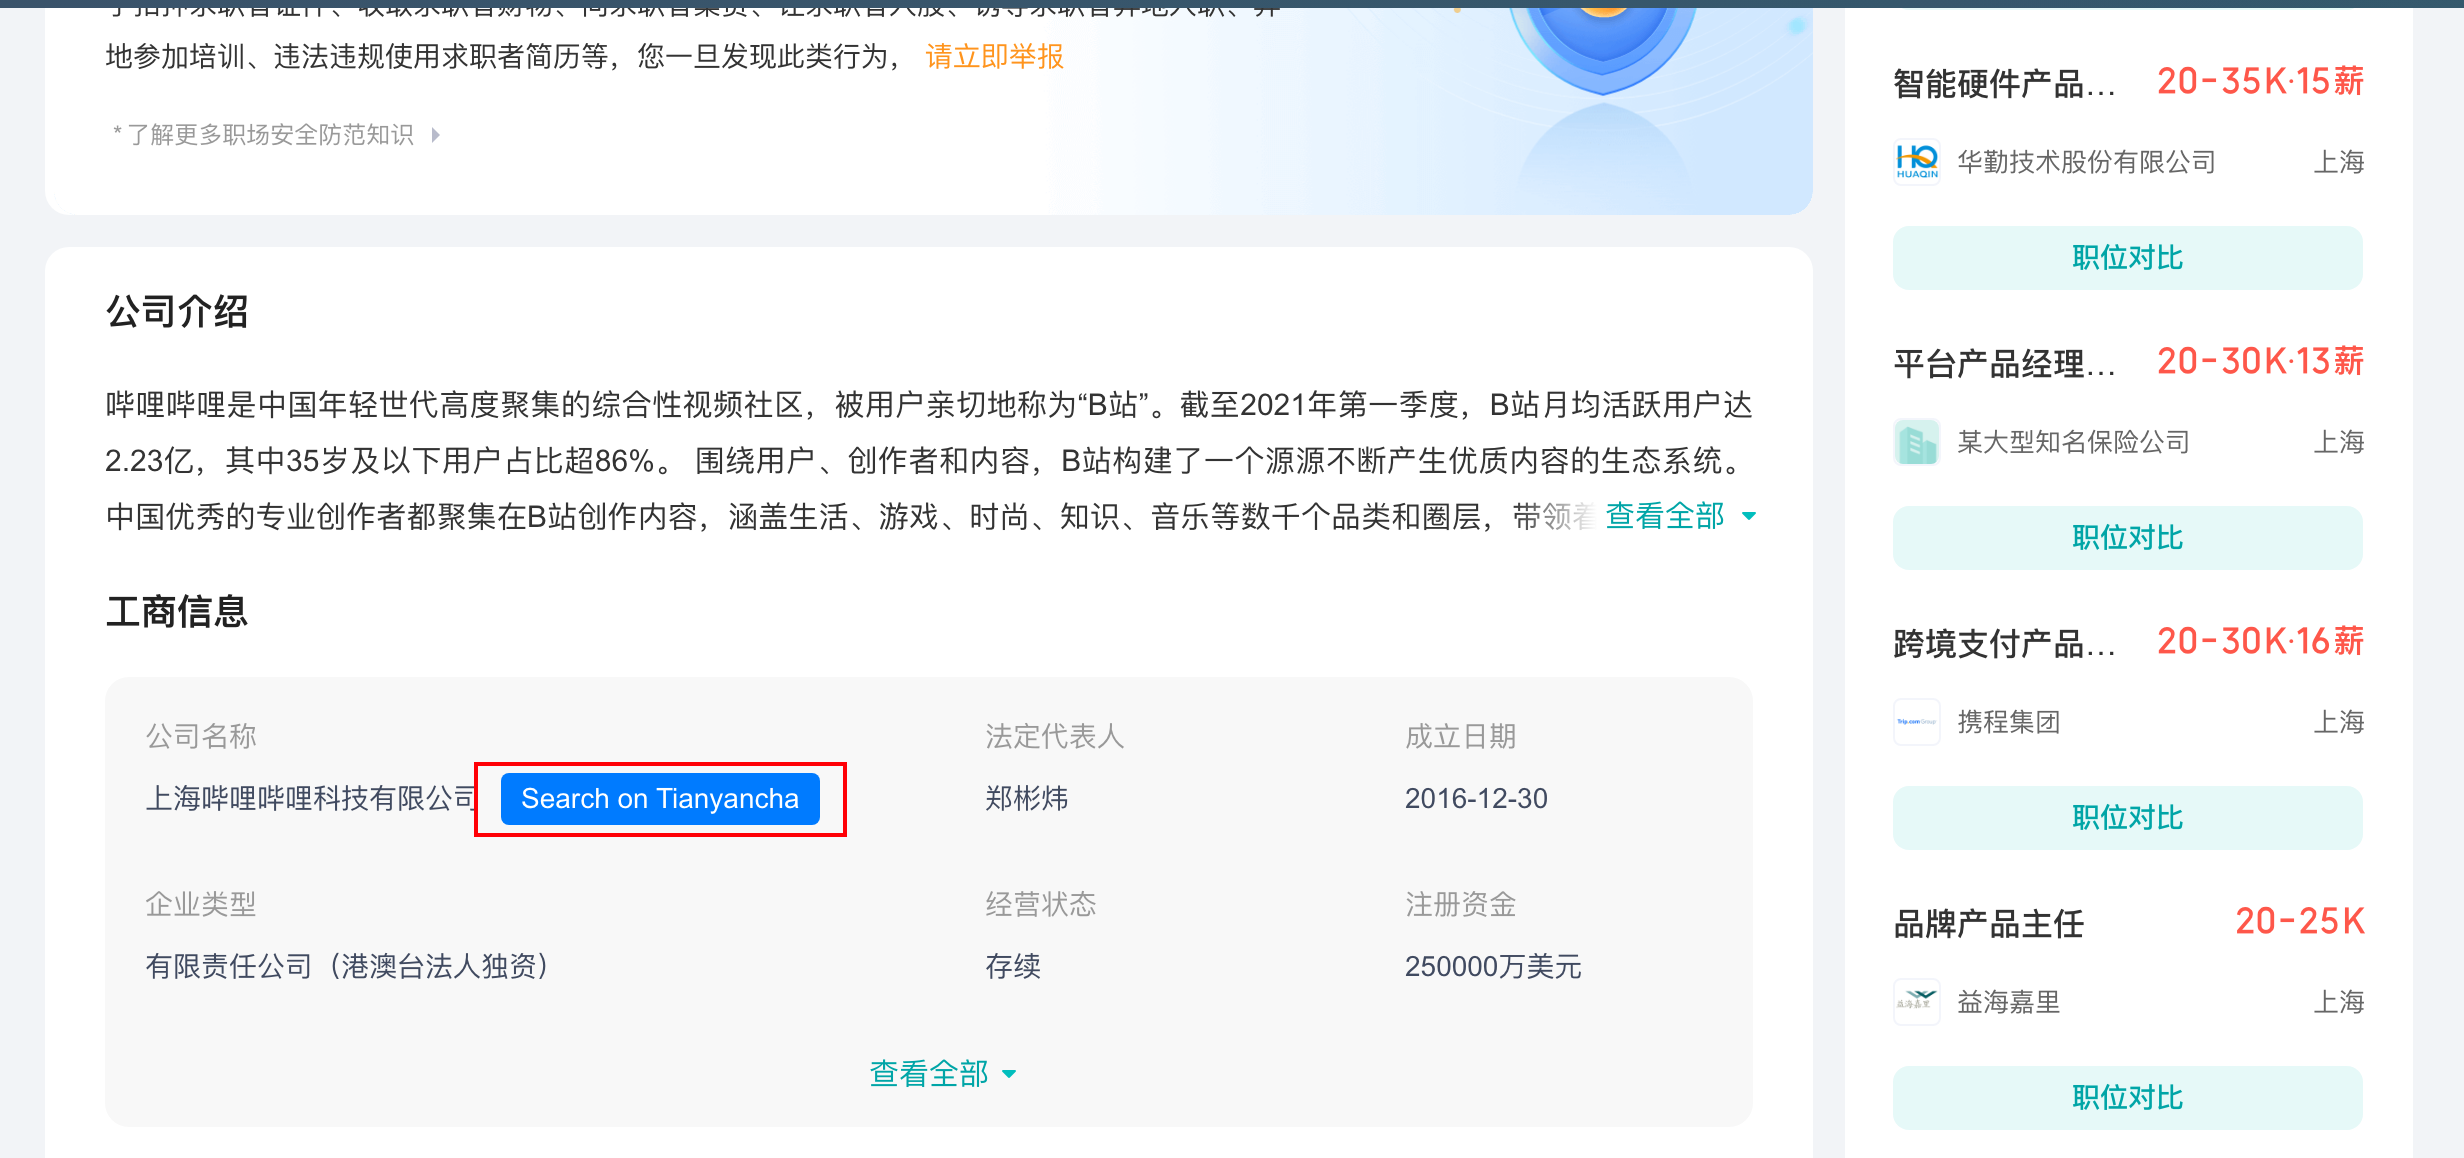 地参加培训、违法违规使用求职者简历等，您一旦发现此类行为， 请立即举报
*了解更多职场安全防范知识
公司介绍
哔哩哔哩是中国年轻世代高度聚集的综合性视频社区，被用户亲切地称为“B站”。截至2021年第一季度，B站月均活跃用户达
2.23亿，其中35岁及以下用户占比超86%。 围绕用户、创作者和内容，B站构建了一个源源不断产生优质内容的生态系统。
中国优秀的专业创作者都聚集在B站创作内容，涵盖生活、游戏、时尚、知识、音乐等数千个品类和圈层，带领着 查看全部
工商信息
公司名称
上海哔哩哔哩科技有限公司 Search on Tianyancha
法定代表人
郑彬炜
成立日期
2016-12-30
企业类型
有限责任公司（港澳台法人独资）
经营状态
存续
注册资金
250000万美元
查看全部
智能硬件产品... 20-35K·15薪
HQ
HUAQIN
华勤技术股份有限公司 上海
职位对比
平台产品经理... 20-30K·13薪
某大型知名保险公司 上海
职位对比
跨境支付产品... 20-30K·16薪
Trip.com Group
携程集团 上海
职位对比
品牌产品主任 20-25K
益海嘉里
益海嘉里 上海
职位对比